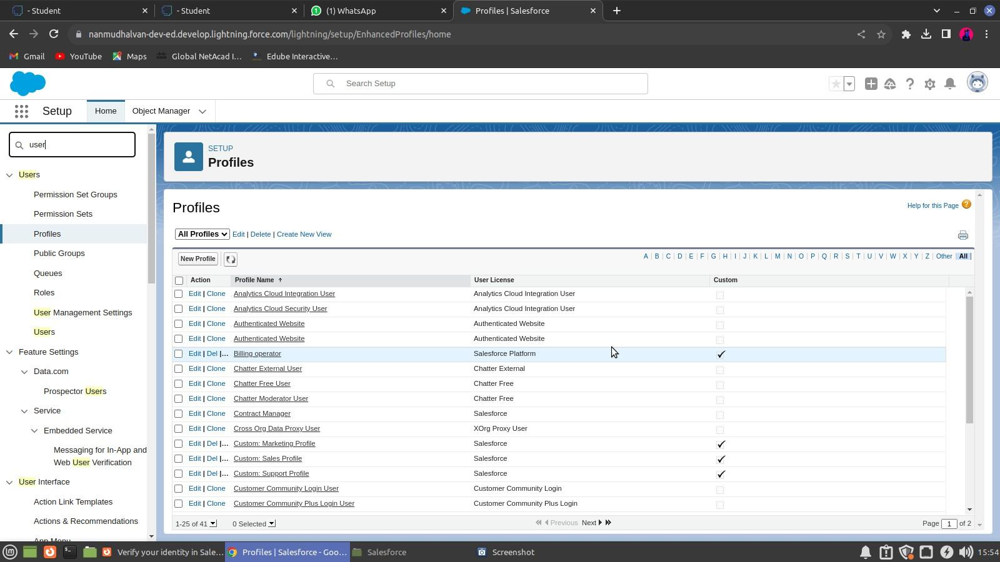 - Student
- Student
(1) WhatsApp
Profiles | Salesforce
nanmudhalvan-dev-ed.develop.lightning.force.com/lightning/setup/EnhancedProfiles/home
Gmail
YouTube
Maps
Global NetAcad I...
Edube Interactive...
Search Setup
Setup
Home
Object Manager
user
Users
Permission Set Groups
Permission Sets
Profiles
Public Groups
Queues
Roles
User Management Settings
Users
Feature Settings
Data.com
Prospector Users
Service
Embedded Service
Messaging for In-App and
Web User Verification
User Interface
Action Link Templates
Actions & Recommendations
App Menu
SETUP
Profiles
Profiles
Help for this Page
All Profiles Edit | Delete | Create New View
New Profile
A | B | C | D | E | F | G | H | I | J | K | L | M | N | O | P | Q | R | S | T | U | V | W | X | Y | Z | Other | All |
Action Profile Name User License Custom
Edit | Clone Analytics Cloud Integration User Analytics Cloud Integration User
Edit | Clone Analytics Cloud Security User Analytics Cloud Integration User
Edit | Clone Authenticated Website Authenticated Website
Edit | Clone Authenticated Website Authenticated Website
Edit | Del |... Billing operator Salesforce Platform
Edit | Clone Chatter External User Chatter External
Edit | Clone Chatter Free User Chatter Free
Edit | Clone Chatter Moderator User Chatter Free
Edit | Clone Contract Manager Salesforce
Edit | Clone Cross Org Data Proxy User XOrg Proxy User
Edit | Del |... Custom: Marketing Profile Salesforce
Edit | Del |... Custom: Sales Profile Salesforce
Edit | Del |... Custom: Support Profile Salesforce
Edit | Clone Customer Community Login User Customer Community Login
Edit | Clone Customer Community Plus Login User Customer Community Plus Login
1-25 of 41 0 Selected Previous Next Page 1 of 2
Verify your identity in Sale...
Profiles | Salesforce - Goo...
Salesforce
Screenshot
15:54